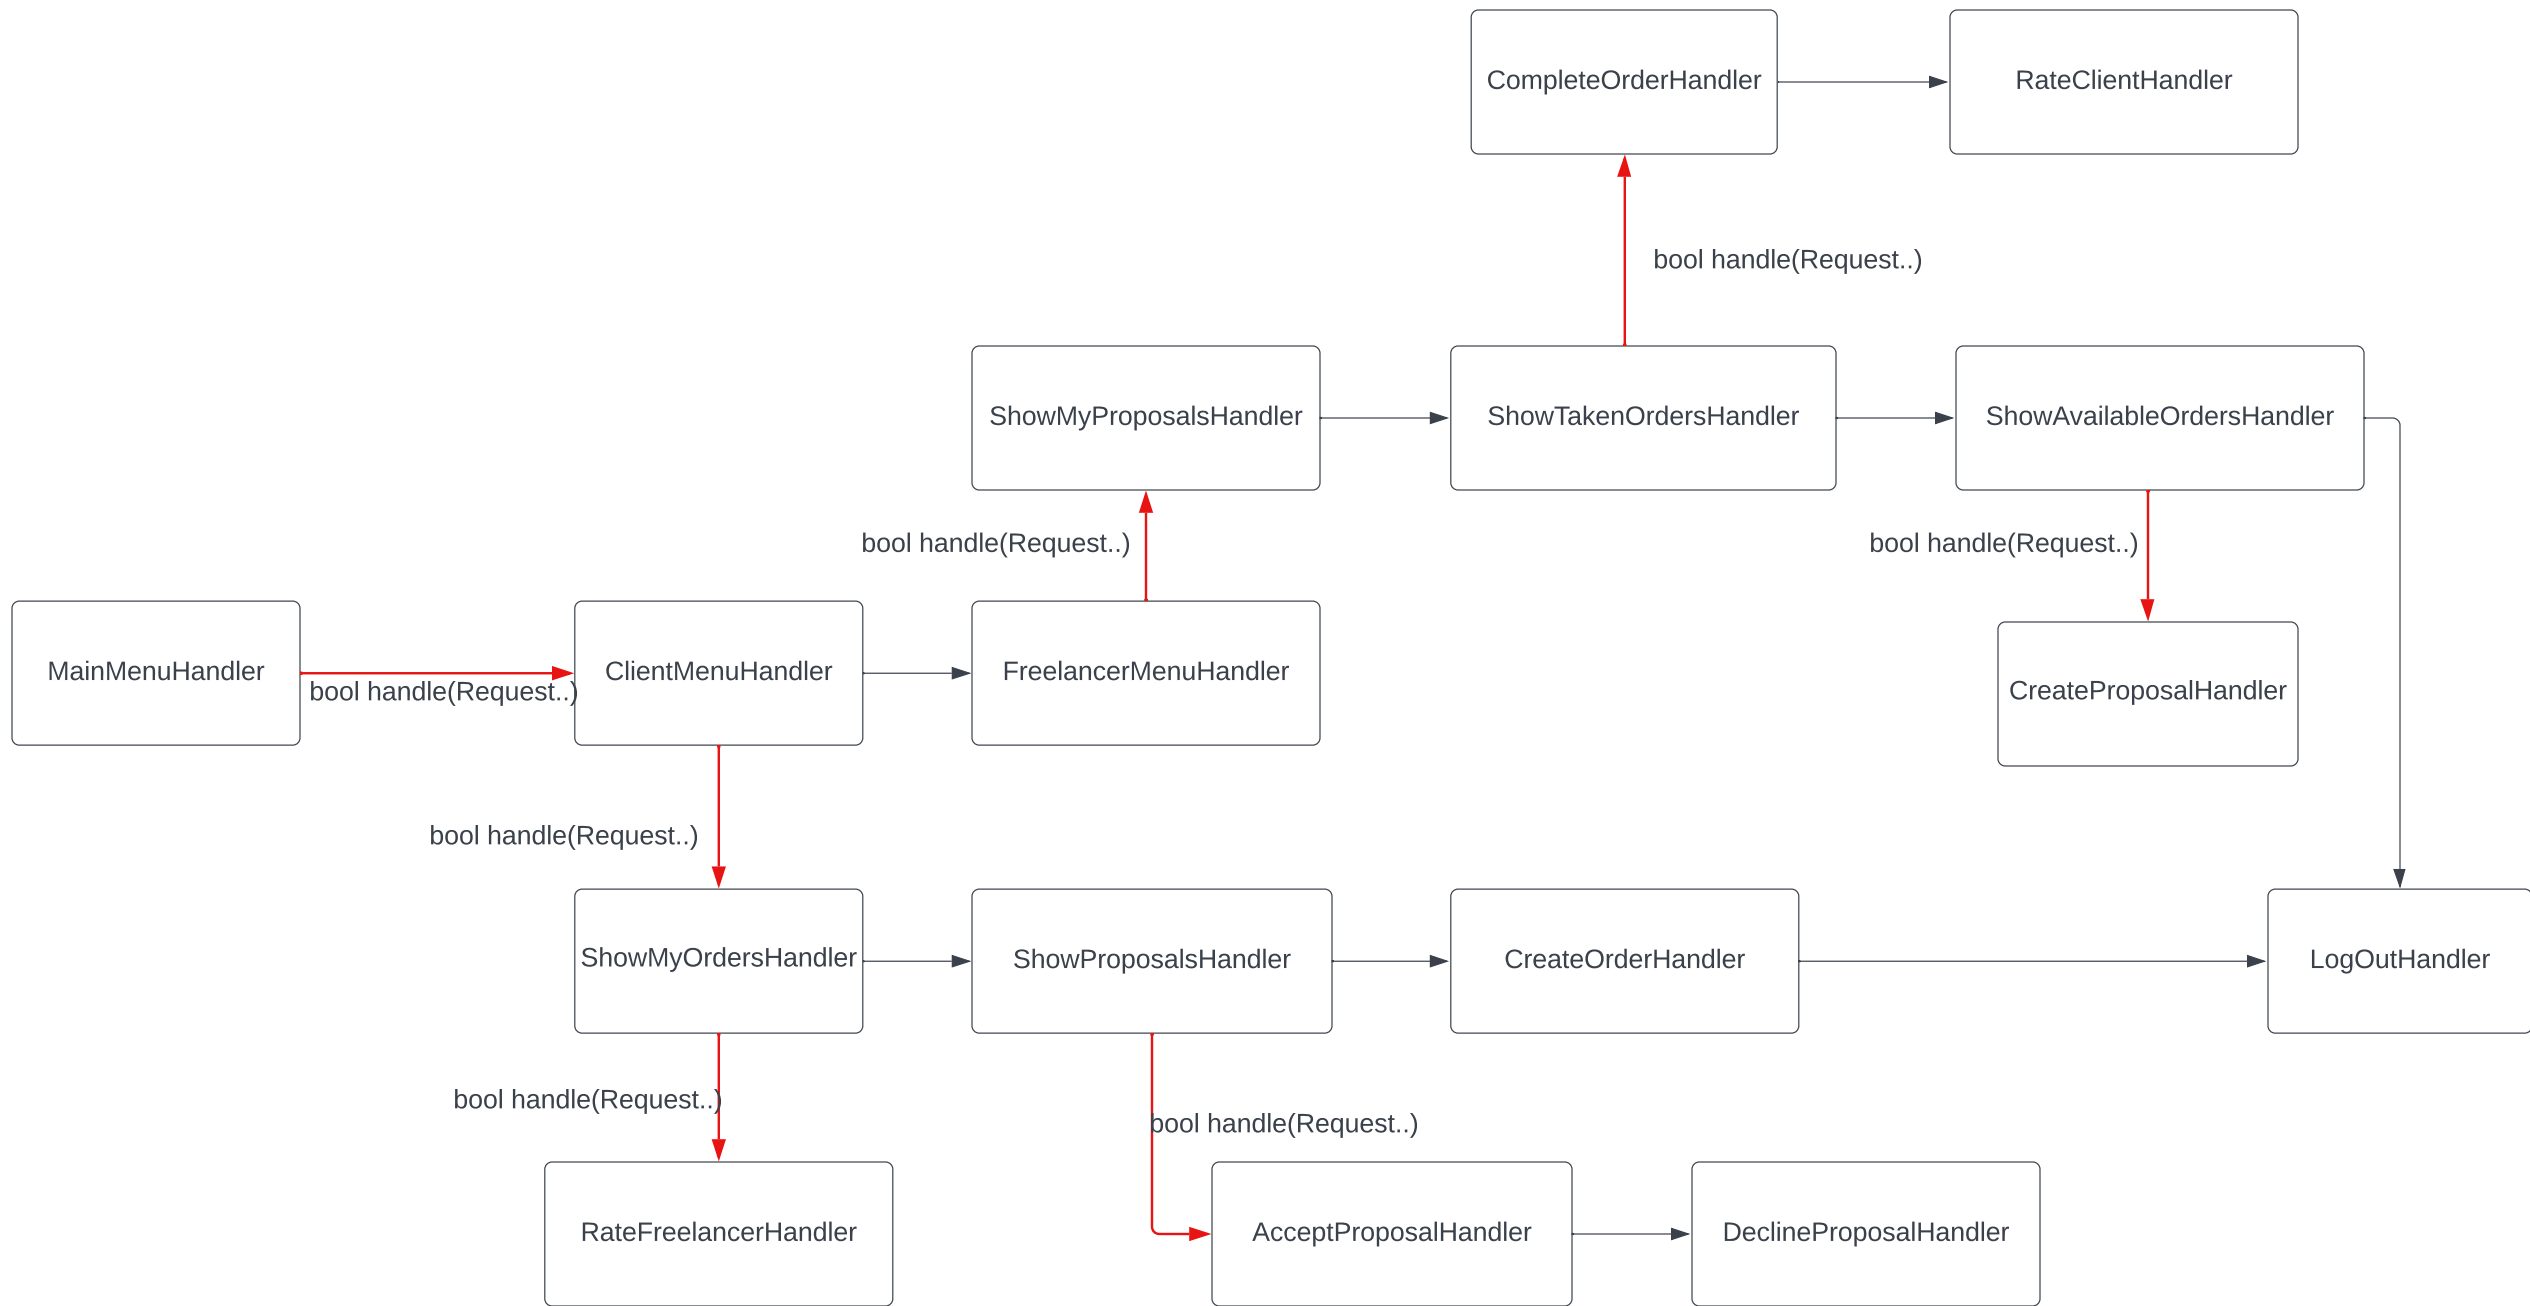 CompleteOrderHandler
RateClientHandler
bool handle(Request..)
ShowMyProposalsHandler
ShowTakenOrdersHandler
ShowAvailableOrdersHandler
bool handle(Request..)
bool handle(Request..)
MainMenuHandler
bool handle(Request..)
ClientMenuHandler
FreelancerMenuHandler
CreateProposalHandler
bool handle(Request..)
ShowMyOrdersHandler
ShowProposalsHandler
CreateOrderHandler
LogOutHandler
bool handle(Request..)
bool handle(Request..)
RateFreelancerHandler
AcceptProposalHandler
DeclineProposalHandler